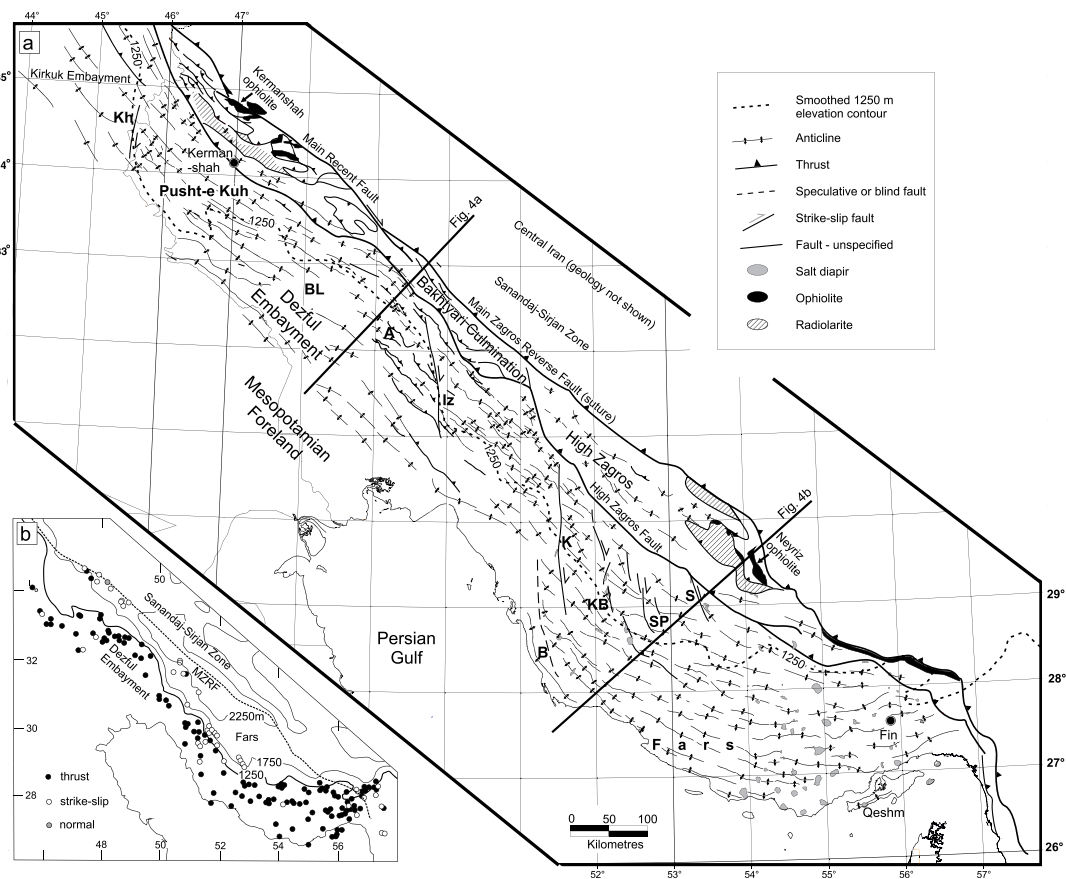 44°
45°
46°
47°
a
1250
5°
Kirkuk Embayment
Kermanshah
ophiolite
Kh
4°
Kerman
-shah
Main Recent Fault
Pusht-e Kuh
1250
Fig. 4a
3°
Central Iran (geology not shown)
Sanandaj-Sirjan Zone
BL
Dezful
Embayment
Bakhtyari Culmination
Main Zagros Reverse Fault (suture)
A
Iz
Mesopotamian
Foreland
1250
High Zagros
High Zagros Fault
Fig. 4b
Neyriz
ophiolite
K
KB
S
SP
B
Persian
Gulf
1250
Fars
Fin
Qeshm
29°
28°
27°
26°
0 50 100
Kilometres
52°
53°
54°
55°
56°
57°
Smoothed 1250 m
elevation contour
Anticline
Thrust
Speculative or blind fault
Strike-slip fault
Fault - unspecified
Salt diapir
Ophiolite
Radiolarite
b
50
Sanandaj-Sirjan Zone
MZRF
Dezful
Embayment
32
30
28
2250m
Fars
1750
1250
thrust
strike-slip
normal
48
50
52
54
56